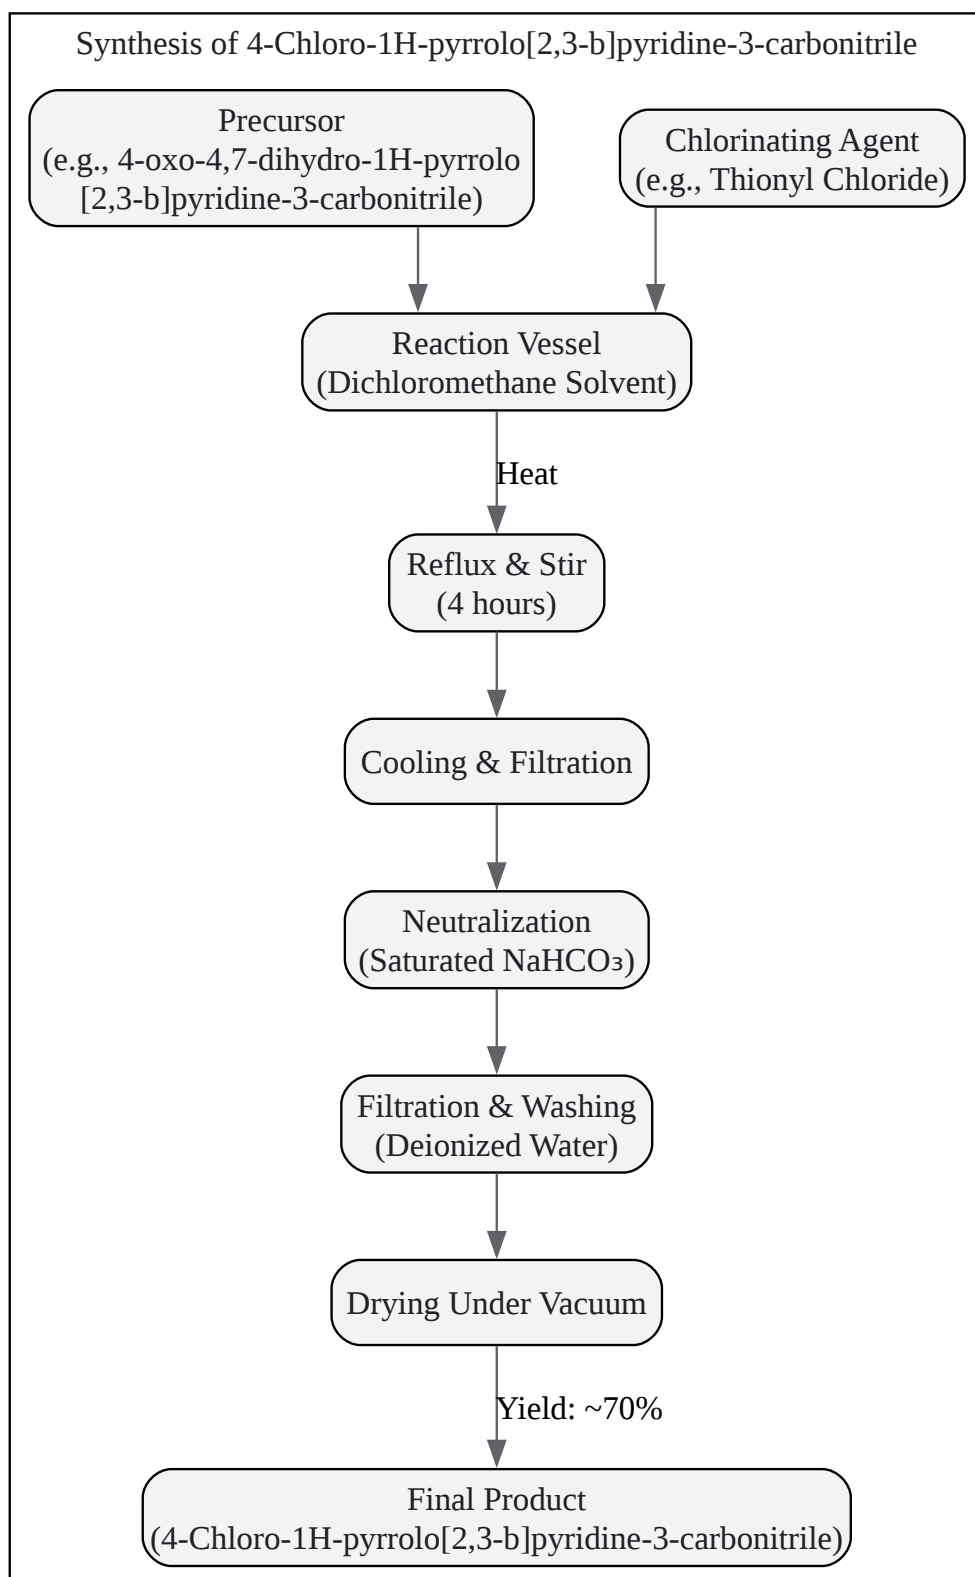 Synthesis of 4-Chloro-1H-pyrrolo[2,3-b]pyridine-3-carbonitrile
Precursor
(e.g., 4-oxo-4,7-dihydro-1H-pyrrolo
[2,3-b]pyridine-3-carbonitrile)
Chlorinating Agent
(e.g., Thionyl Chloride)
Reaction Vessel
(Dichloromethane Solvent)
Heat
Reflux & Stir
(4 hours)
Cooling & Filtration
Neutralization
(Saturated NaHCO₃)
Filtration & Washing
(Deionized Water)
Drying Under Vacuum
Yield: ~70%
Final Product
(4-Chloro-1H-pyrrolo[2,3-b]pyridine-3-carbonitrile)